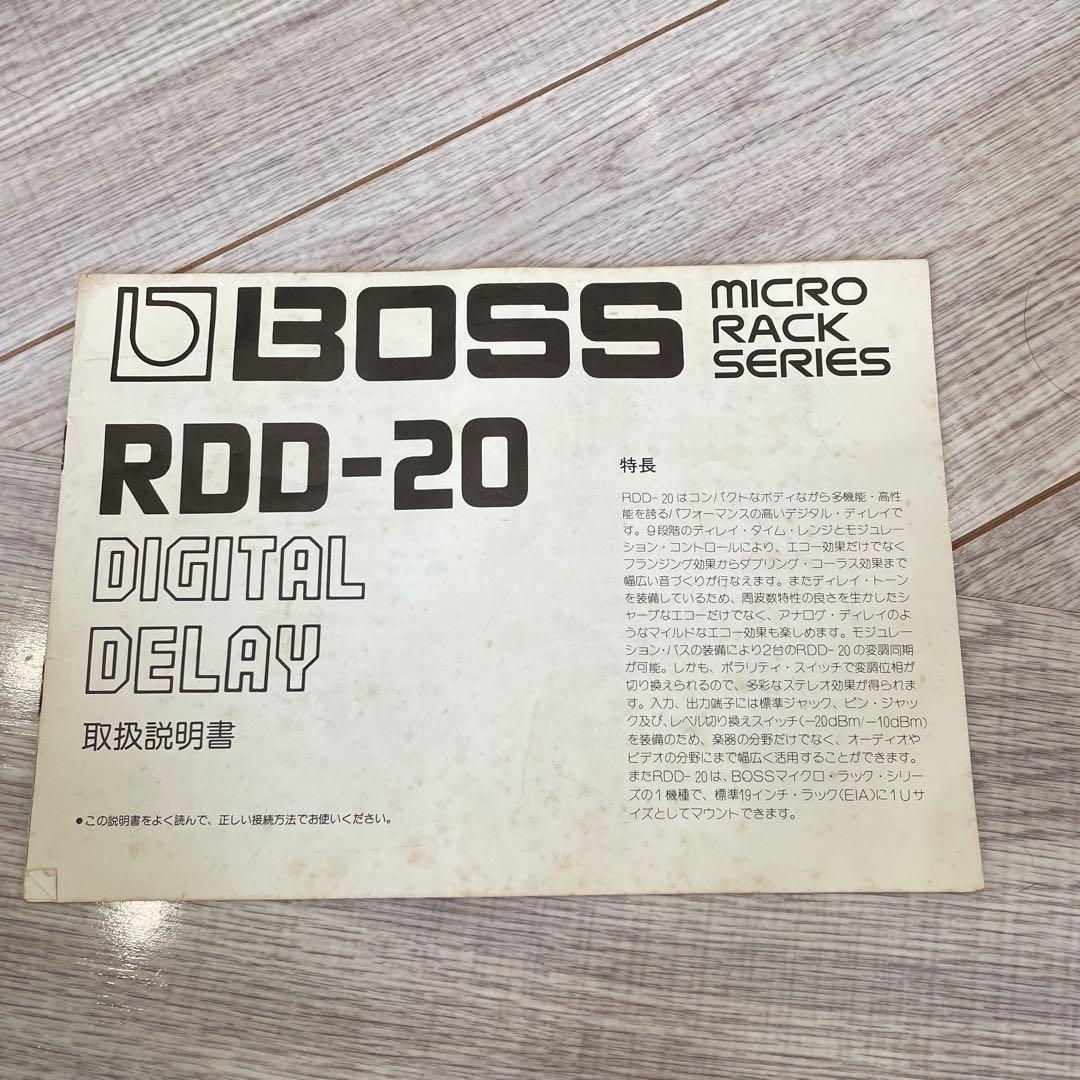 BOSS
MICRO
RACK
SERIES
RDD-20
DIGITAL
DELAY
取扱説明書
●この説明書をよく読んで、正しい接続方法でお使いください。
特長
RDD-20はコンパクトなボディながら多機能・高性
能を誇るパフォーマンスの高いデジタル・ディレイで
す。9段階のディレイ・タイム・レンジとモジュレー
ション・コントロールにより、エコー効果だけでなく
フランジング効果からダブリング・コーラス効果まで
幅広い音づくりが行なえます。またディレイ・トーン
を装備しているため、周波数特性の良さを生かしたシ
ャープなエコーだけでなく、アナログ・ディレイのよ
うなマイルドなエコー効果も楽しめます。モジュレー
ション・バスの装備により2台のRDD-20の変調同期
が可能。しかも、ポラリティ・スイッチで変調位相が
切り換えられるので、多彩なステレオ効果が得られま
す。入力、出力端子には標準ジャック、ピン・ジャッ
ク及び、レベル切り換えスイッチ(−20dBm/−10dBm)
を装備のため、楽器の分野だけでなく、オーディオや
ビデオの分野にまで幅広く活用することができます。
またRDD-20は、BOSSマイクロ・ラック・シリー
ズの1機種で、標準19インチ・ラック(EIA)に1Uサ
イズとしてマウントできます。